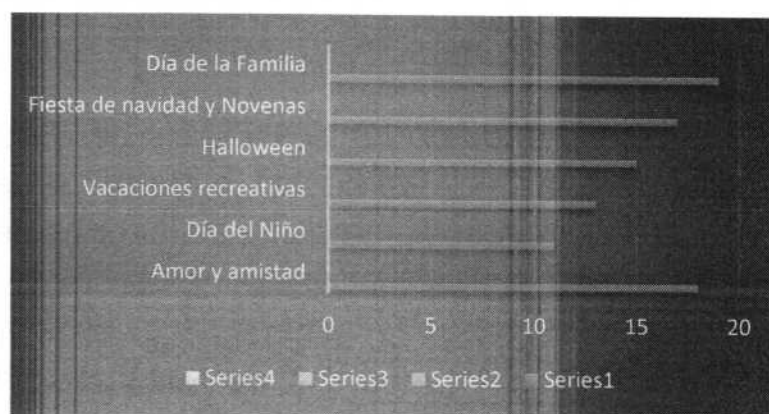 Día de la Familia
Fiesta de navidad y Novenas
Halloween
Vacaciones recreativas
Día del Niño
Amor y amistad
0 5 10 15 20
Series4 Series3 Series2 Series1